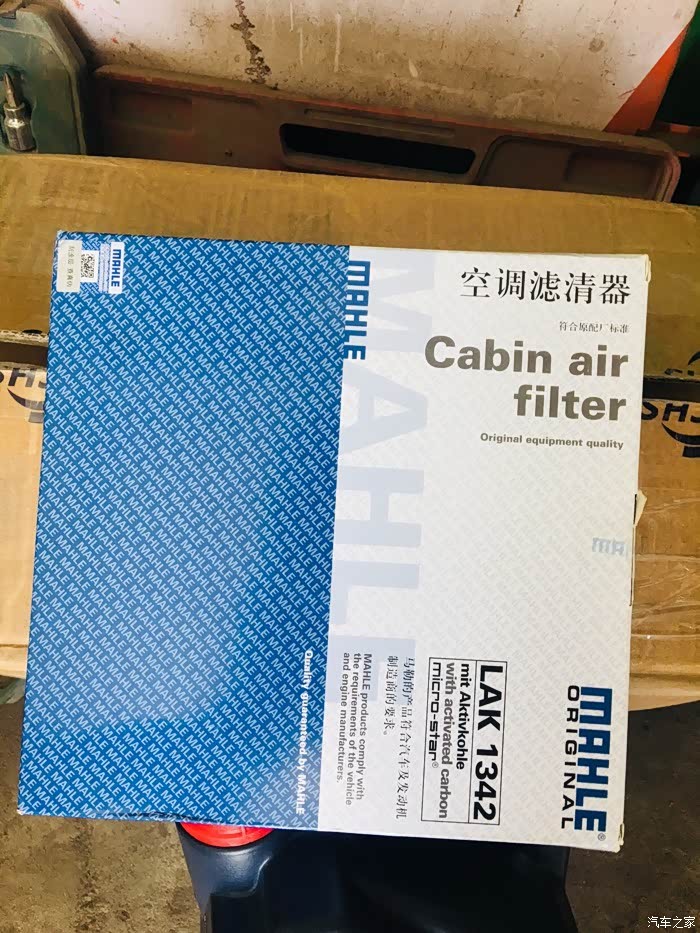 MAHLE
空调滤清器
符合原配厂标准
Cabin air
filter
Original equipment quality
MAHLE
MAHLE
LAK 1342
mit Aktivkohle
with activated carbon
micro-star®
马勒的产品符合汽车及发动机
制造商的要求。
MAHLE products comply with
the requirements of the vehicle
and engine manufacturers.
Quality guaranteed by MAHLE
MAHLE®
ORIGINAL
汽车之家